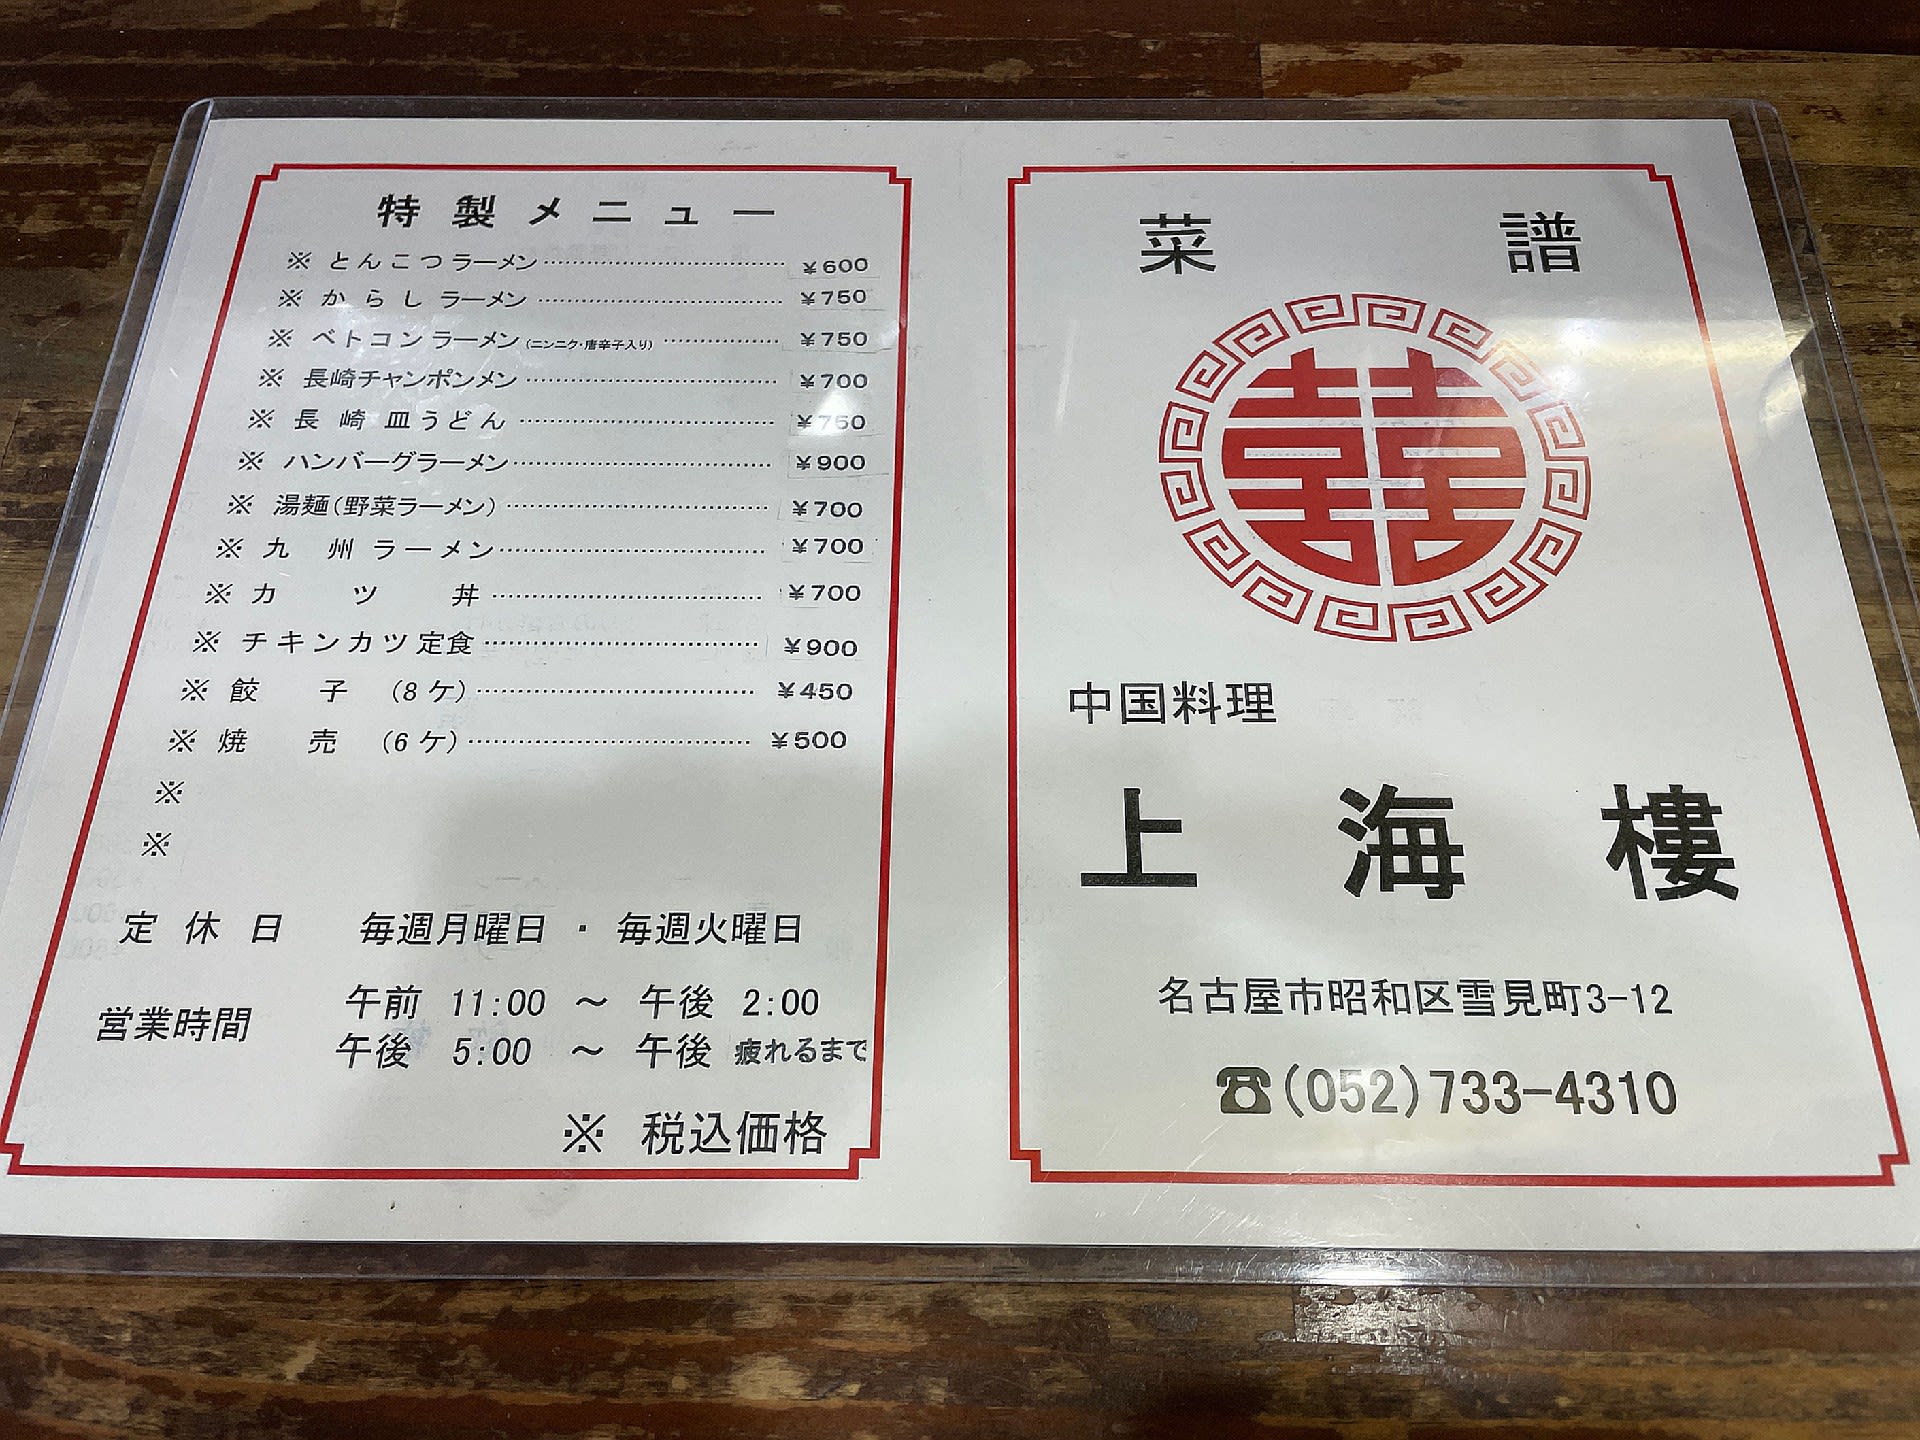 特製メニュー
※ とんこつラーメン ¥600
※ からしラーメン ¥750
※ ベトコンラーメン(ニンニク・唐辛子入り) ¥750
※ 長崎チャンポンメン ¥700
※ 長崎皿うどん ¥750
※ ハンバーグラーメン ¥900
※ 湯麺(野菜ラーメン) ¥700
※ 九州ラーメン ¥700
※ カツ丼 ¥700
※ チキンカツ定食 ¥900
※ 餃子 (8ケ) ¥450
※ 焼売 (6ケ) ¥500
※
※
定休日 毎週月曜日 ・ 毎週火曜日
営業時間 午前 11:00 ～ 午後 2:00
午後 5:00 ～ 午後 疲れるまで
※ 税込価格
菜譜
囍
中国料理
上海樓
名古屋市昭和区雪見町3-12
☎(052)733-4310